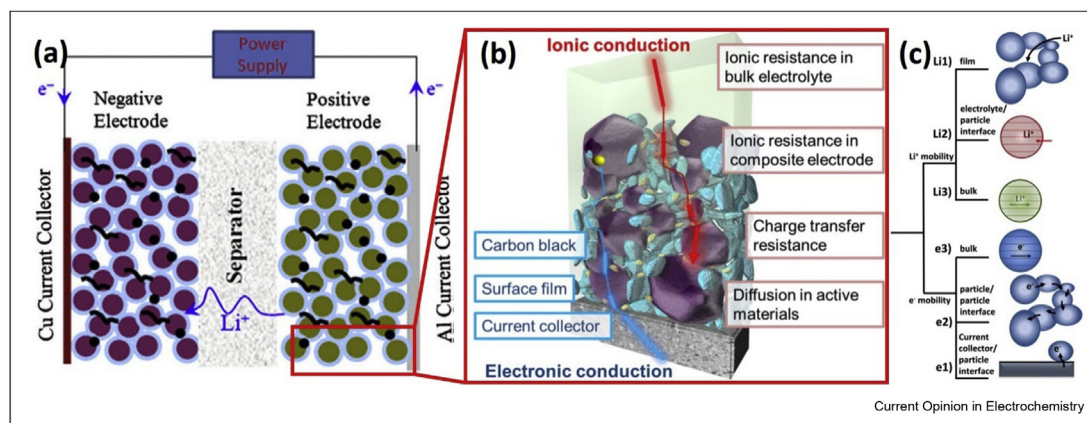 (a)
Power
Supply
e⁻
e⁻
Negative
Electrode
Positive
Electrode
Cu Current Collector
Separator
Al Current Collector
Li⁺
(b)
Ionic conduction
Ionic resistance in
bulk electrolyte
Ionic resistance in
composite electrode
Charge transfer
resistance
Diffusion in active
materials
Carbon black
Surface film
Current collector
Electronic conduction
(c)
Li1)
film
Li⁺
electrolyte/
particle
interface
Li2)
Li⁺
Li⁺ mobility
Li3)
bulk
Li⁺
e3)
bulk
e⁻
e⁻ mobility
particle/
particle
interface
e⁻
e2)
Current
collector/
particle
interface
e⁻
e1)
Current Opinion in Electrochemistry